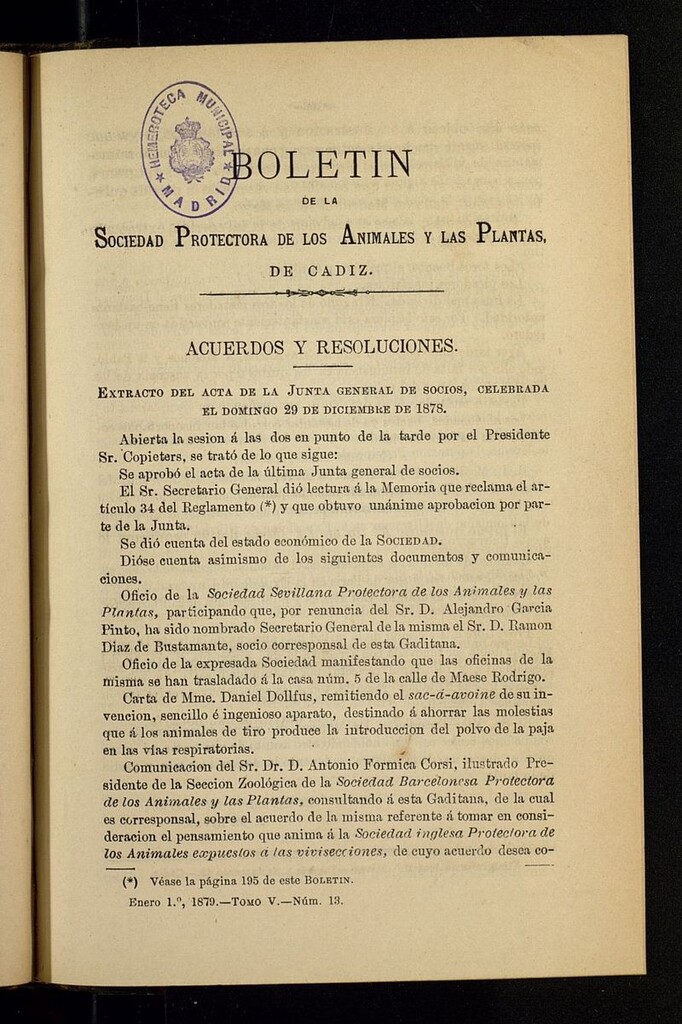 HEMEROTECA MUNICIPAL
★ MADRID ★
BOLETIN
DE LA
SOCIEDAD PROTECTORA DE LOS ANIMALES Y LAS PLANTAS,
DE CADIZ.
ACUERDOS Y RESOLUCIONES.
EXTRACTO DEL ACTA DE LA JUNTA GENERAL DE SOCIOS, CELEBRADA
EL DOMINGO 29 DE DICIEMBRE DE 1878.
Abierta la sesion á las dos en punto de la tarde por el Presidente
Sr. Copieters, se trató de lo que sigue:
Se aprobó el acta de la última Junta general de socios.
El Sr. Secretario General dió lectura á la Memoria que reclama el ar-
tículo 34 del Reglamento (*) y que obtuvo unánime aprobacion por par-
te de la Junta.
Se dió cuenta del estado económico de la SOCIEDAD.
Dióse cuenta asimismo de los siguientes documentos y comunica-
ciones.
Oficio de la Sociedad Sevillana Protectora de los Animales y las
Plantas, participando que, por renuncia del Sr. D. Alejandro Garcia
Pinto, ha sido nombrado Secretario General de la misma el Sr. D. Ramon
Diaz de Bustamante, socio corresponsal de esta Gaditana.
Oficio de la expresada Sociedad manifestando que las oficinas de la
misma se han trasladado á la casa núm. 5 de la calle de Maese Rodrigo.
Carta de Mme. Daniel Dollfus, remitiendo el sac-á-avoine de su in-
vencion, sencillo é ingenioso aparato, destinado á ahorrar las molestias
que á los animales de tiro produce la introduccion del polvo de la paja
en las vías respiratorias.
Comunicacion del Sr. Dr. D. Antonio Formica Corsi, ilustrado Pre-
sidente de la Seccion Zoológica de la Sociedad Barcelonesa Protectora
de los Animales y las Plantas, consultando á esta Gaditana, de la cual
es corresponsal, sobre el acuerdo de la misma referente á tomar en consi-
deracion el pensamiento que anima á la Sociedad inglesa Protectora de
los Animales expuestos á las vivisecciones, de cuyo acuerdo desea co-
(*) Véase la página 195 de este BOLETIN.
Enero 1.º, 1879.—TOMO V.—Núm. 13.